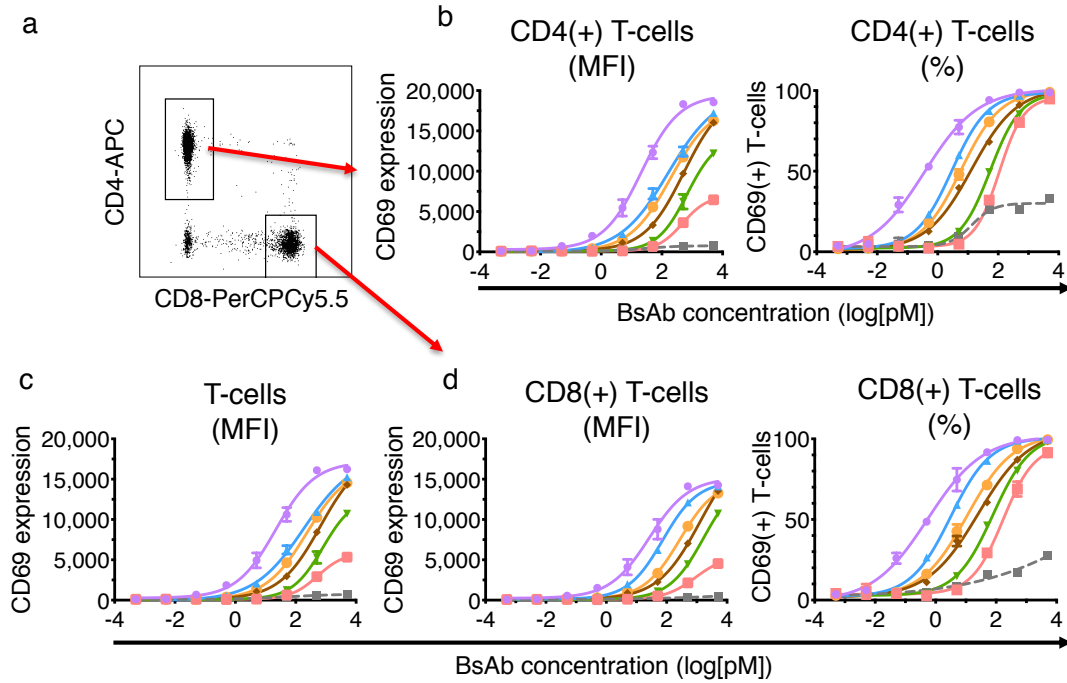 a
CD4-APC
CD8-PerCPCy5.5
b
CD4(+) T-cells
(MFI)
CD69 expression
20,000
15,000
10,000
5,000
0
-4 -2 0 2 4
CD4(+) T-cells
(%)
CD69(+) T-cells
100
50
0
-4 -2 0 2 4
BsAb concentration (log[pM])
c
T-cells
(MFI)
CD69 expression
20,000
15,000
10,000
5,000
0
-4 -2 0 2 4
d
CD8(+) T-cells
(MFI)
CD69 expression
20,000
15,000
10,000
5,000
0
-4 -2 0 2 4
CD8(+) T-cells
(%)
CD69(+) T-cells
100
50
0
-4 -2 0 2 4
BsAb concentration (log[pM])